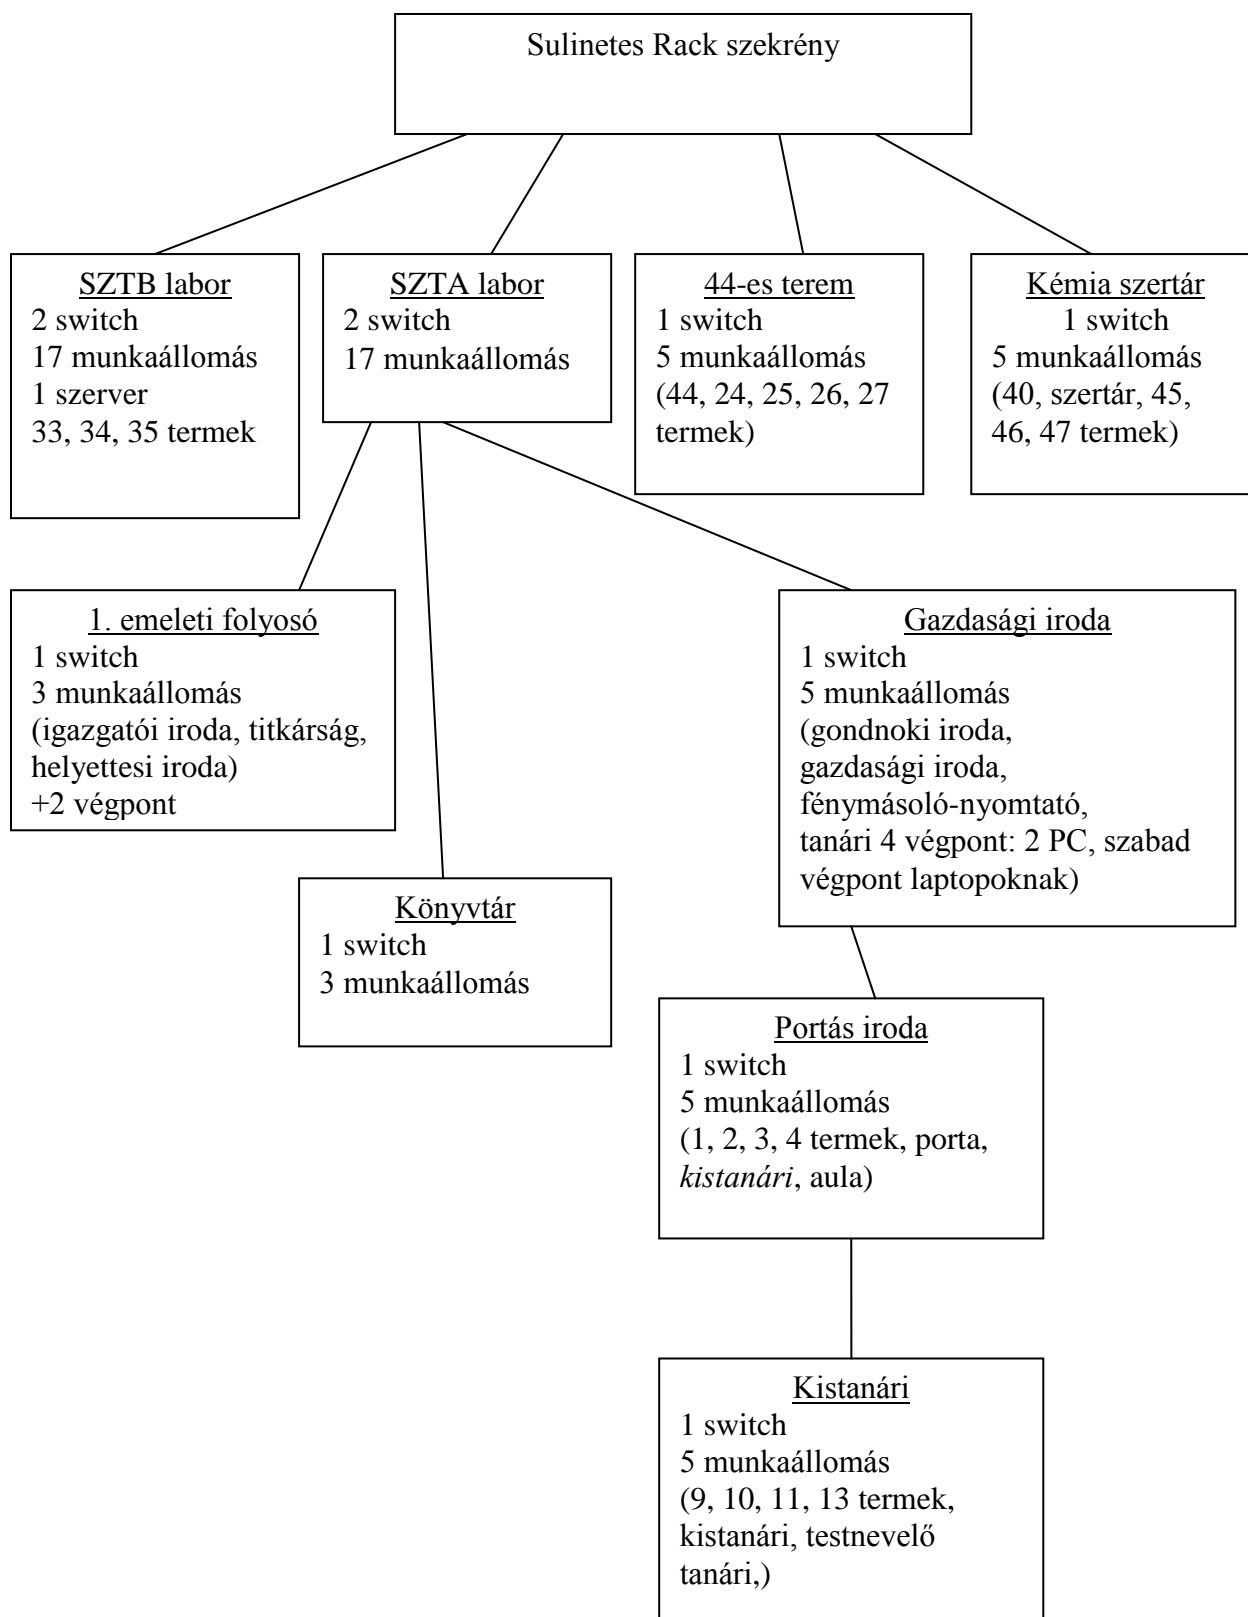 Sulinetes Rack szekrény
SZTB labor
2 switch
17 munkaállomás
1 szerver
33, 34, 35 termek
SZTA labor
2 switch
17 munkaállomás
44-es terem
1 switch
5 munkaállomás
(44, 24, 25, 26, 27
termek)
Kémia szertár
1 switch
5 munkaállomás
(40, szertár, 45,
46, 47 termek)
1. emeleti folyosó
1 switch
3 munkaállomás
(igazgatói iroda, titkárság,
helyettesi iroda)
+2 végpont
Gazdasági iroda
1 switch
5 munkaállomás
(gondnoki iroda,
gazdasági iroda,
fénymásoló-nyomtató,
tanári 4 végpont: 2 PC, szabad
végpont laptopoknak)
Könyvtár
1 switch
3 munkaállomás
Portás iroda
1 switch
5 munkaállomás
(1, 2, 3, 4 termek, porta,
kistanári, aula)
Kistanári
1 switch
5 munkaállomás
(9, 10, 11, 13 termek,
kistanári, testnevelő
tanári,)